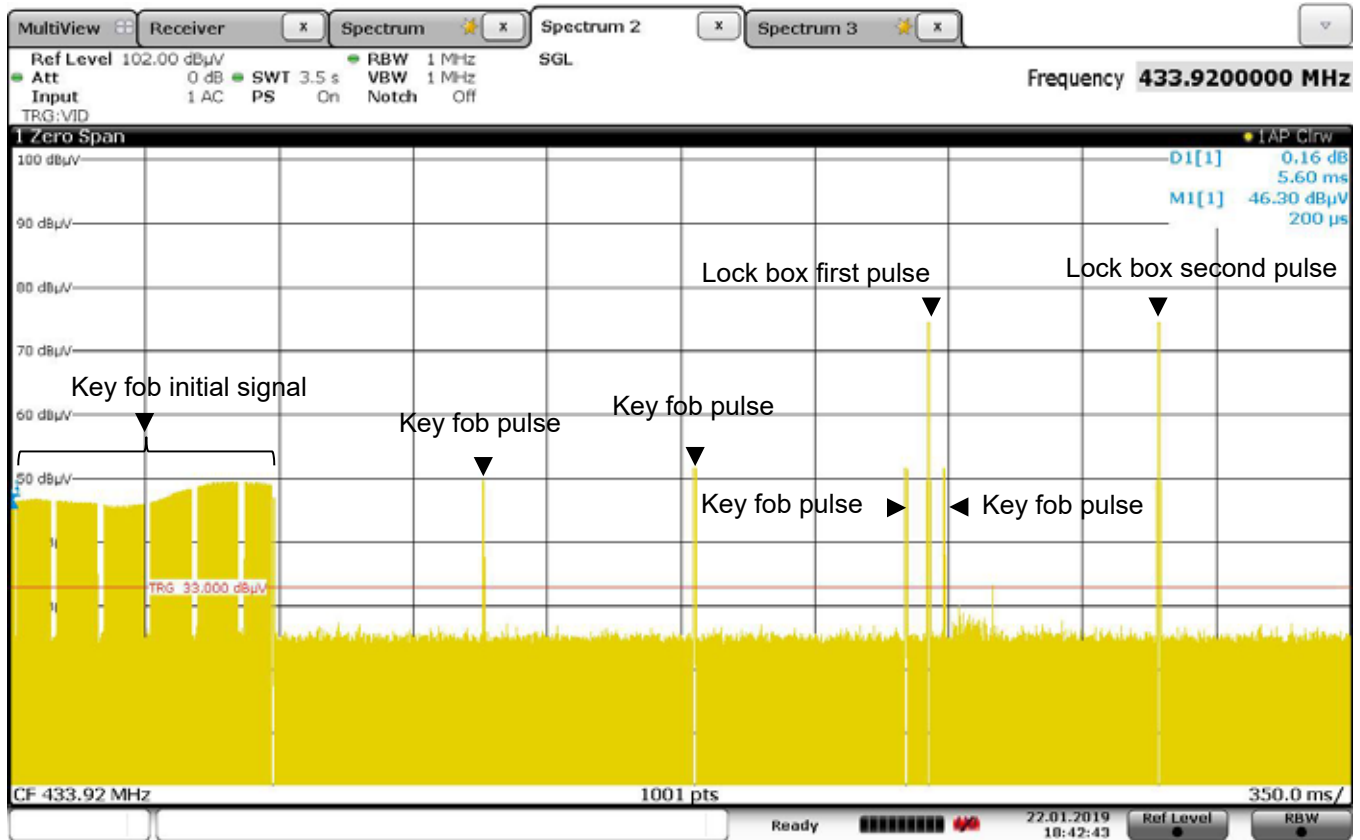 MultiView Receiver x Spectrum x Spectrum 2 x Spectrum 3 x
Ref Level 102.00 dBµV RBW 1 MHz SGL
Att 0 dB SWT 3.5 s VBW 1 MHz Frequency 433.9200000 MHz
Input 1 AC PS On Notch Off
TRG:VID
1 Zero Span 1AP Clrw
100 dBµV D1[1] 0.16 dB
5.60 ms
M1[1] 46.30 dBµV
90 dBµV 200 µs
Lock box first pulse Lock box second pulse
80 dBµV
70 dBµV
Key fob initial signal
60 dBµV Key fob pulse Key fob pulse
50 dBµV
Key fob pulse Key fob pulse
TRG 33.000 dBµV
CF 433.92 MHz 1001 pts 350.0 ms/
Ready 22.01.2019 Ref Level RBW
18:42:43